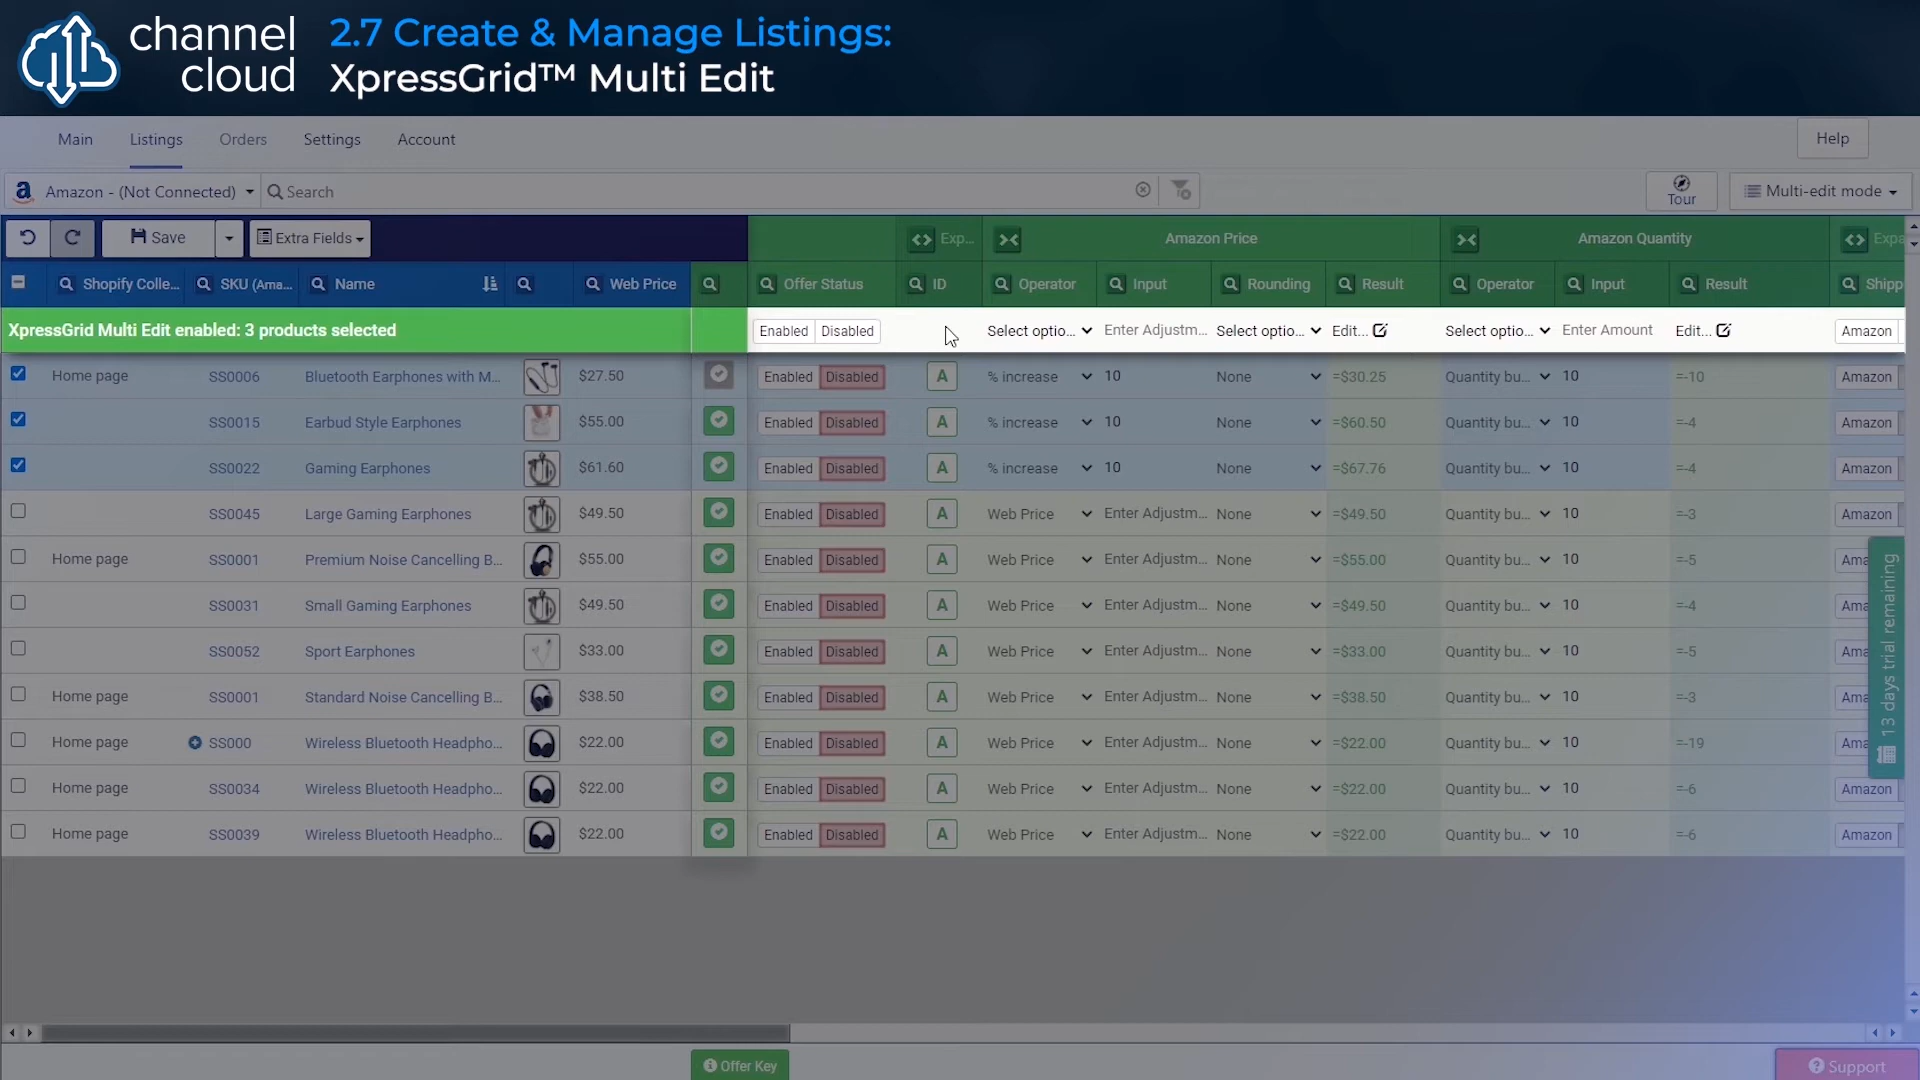 channel
cloud
2.7 Create & Manage Listings:
XpressGrid™ Multi Edit
Main Listings Orders Settings Account Help
Amazon - (Not Connected) Search Tour Multi-edit mode
Save Extra Fields Exp... Amazon Price Amazon Quantity Expa
Shopify Colle... SKU (Ama... Name Web Price Offer Status ID Operator Input Rounding Result Operator Input Result Shipp
XpressGrid Multi Edit enabled: 3 products selected Enabled Disabled Select optio... Enter Adjustm... Select optio... Edit... Select optio... Enter Amount Edit... Amazon
Home page SS0006 Bluetooth Earphones with M... $27.50 Enabled Disabled A % increase 10 None =$30.25 Quantity bu... 10 =-10 Amazon
SS0015 Earbud Style Earphones $55.00 Enabled Disabled A % increase 10 None =$60.50 Quantity bu... 10 =-4 Amazon
SS0022 Gaming Earphones $61.60 Enabled Disabled A % increase 10 None =$67.76 Quantity bu... 10 =-4 Amazon
SS0045 Large Gaming Earphones $49.50 Enabled Disabled A Web Price Enter Adjustm... None =$49.50 Quantity bu... 10 =-3 Amazon
Home page SS0001 Premium Noise Cancelling B... $55.00 Enabled Disabled A Web Price Enter Adjustm... None =$55.00 Quantity bu... 10 =-5 Ama
SS0031 Small Gaming Earphones $49.50 Enabled Disabled A Web Price Enter Adjustm... None =$49.50 Quantity bu... 10 =-4 Ama
SS0052 Sport Earphones $33.00 Enabled Disabled A Web Price Enter Adjustm... None =$33.00 Quantity bu... 10 =-5 Ama
Home page SS0001 Standard Noise Cancelling B... $38.50 Enabled Disabled A Web Price Enter Adjustm... None =$38.50 Quantity bu... 10 =-3 Ama
Home page SS000 Wireless Bluetooth Headpho... $22.00 Enabled Disabled A Web Price Enter Adjustm... None =$22.00 Quantity bu... 10 =-19 Ama
Home page SS0034 Wireless Bluetooth Headpho... $22.00 Enabled Disabled A Web Price Enter Adjustm... None =$22.00 Quantity bu... 10 =-6 Amazon
Home page SS0039 Wireless Bluetooth Headpho... $22.00 Enabled Disabled A Web Price Enter Adjustm... None =$22.00 Quantity bu... 10 =-6 Amazon
13 days trial remaining
Offer Key
Support